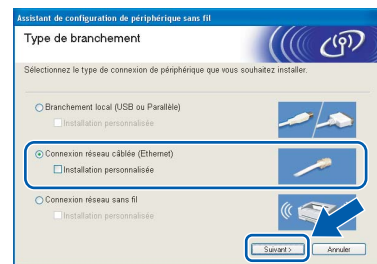 Assistant de configuration de périphérique sans fil
Type de branchement
Sélectionnez le type de connexion de périphérique que vous souhaitez installer.
Branchement local (USB ou Parallèle)
Installation personnalisée
Connexion réseau câblée (Ethernet)
Installation personnalisée
Connexion réseau sans fil
Installation personnalisée
Suivant >
Annuler